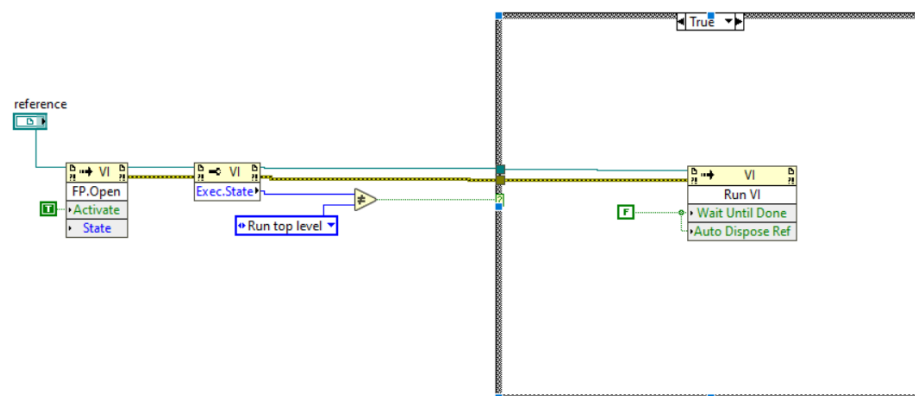 True
reference
VI
FP.Open
Activate
State
T
VI
Exec.State
Run top level
?
VI
Run VI
Wait Until Done
Auto Dispose Ref
F